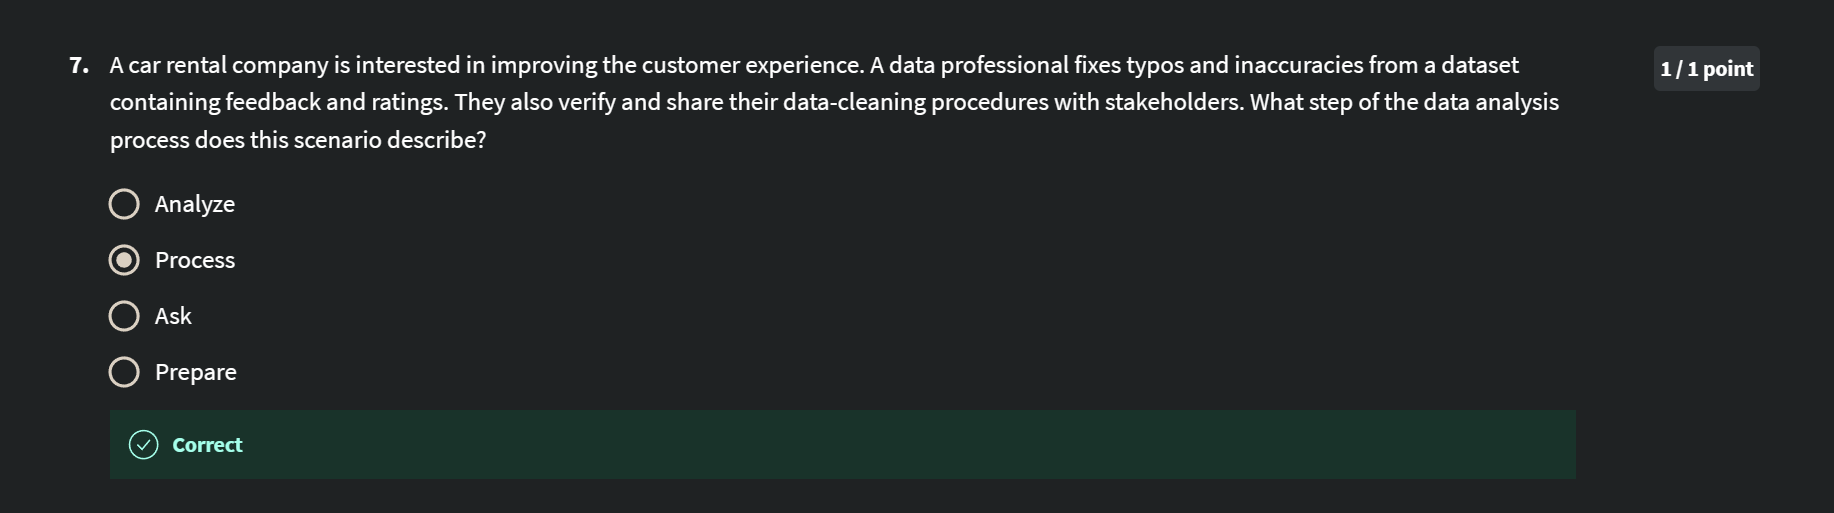 7. A car rental company is interested in improving the customer experience. A data professional fixes typos and inaccuracies from a dataset
1 / 1 point
containing feedback and ratings. They also verify and share their data-cleaning procedures with stakeholders. What step of the data analysis
process does this scenario describe?
Analyze
Process
Ask
Prepare
Correct